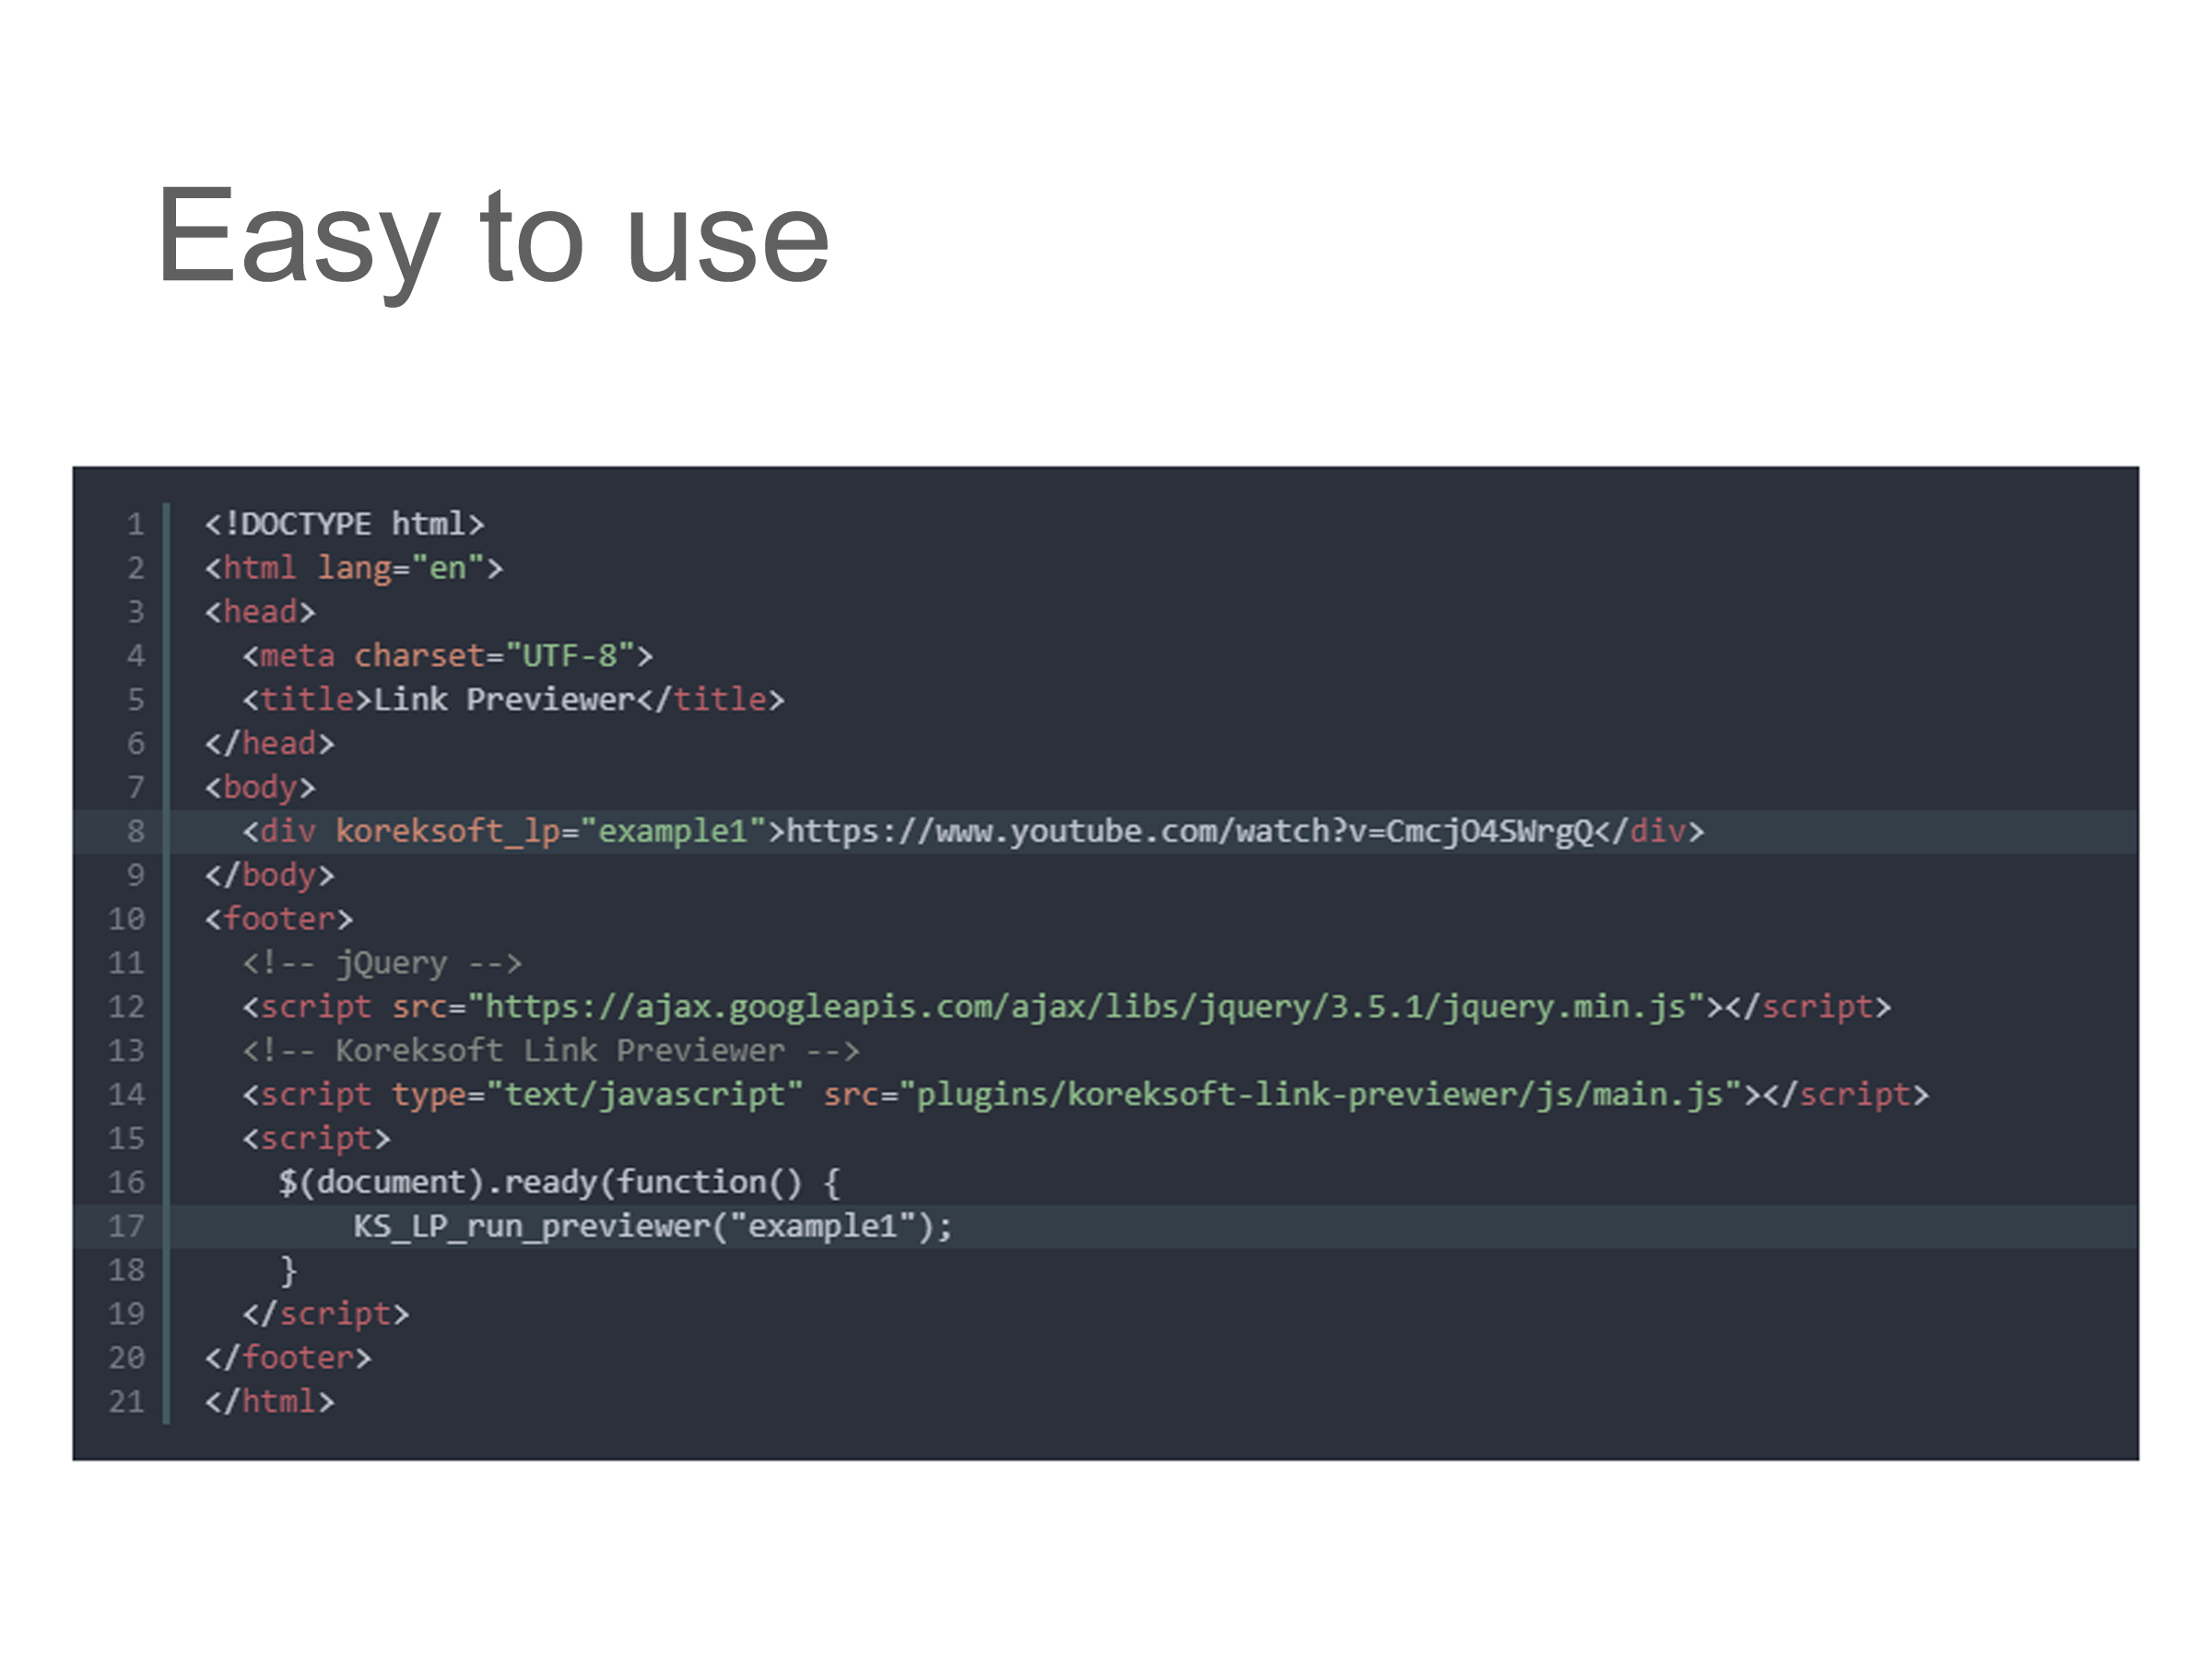 Easy to use
1 <!DOCTYPE html>
2 <html lang="en">
3 <head>
4   <meta charset="UTF-8">
5   <title>Link Previewer</title>
6 </head>
7 <body>
8   <div koreksoft_lp="example1">https://www.youtube.com/watch?v=CmcjO4SWrgQ</div>
9 </body>
10 <footer>
11   <!-- jQuery -->
12   <script src="https://ajax.googleapis.com/ajax/libs/jquery/3.5.1/jquery.min.js"></script>
13   <!-- Koreksoft Link Previewer -->
14   <script type="text/javascript" src="plugins/koreksoft-link-previewer/js/main.js"></script>
15   <script>
16     $(document).ready(function() {
17         KS_LP_run_previewer("example1");
18     }
19   </script>
20 </footer>
21 </html>